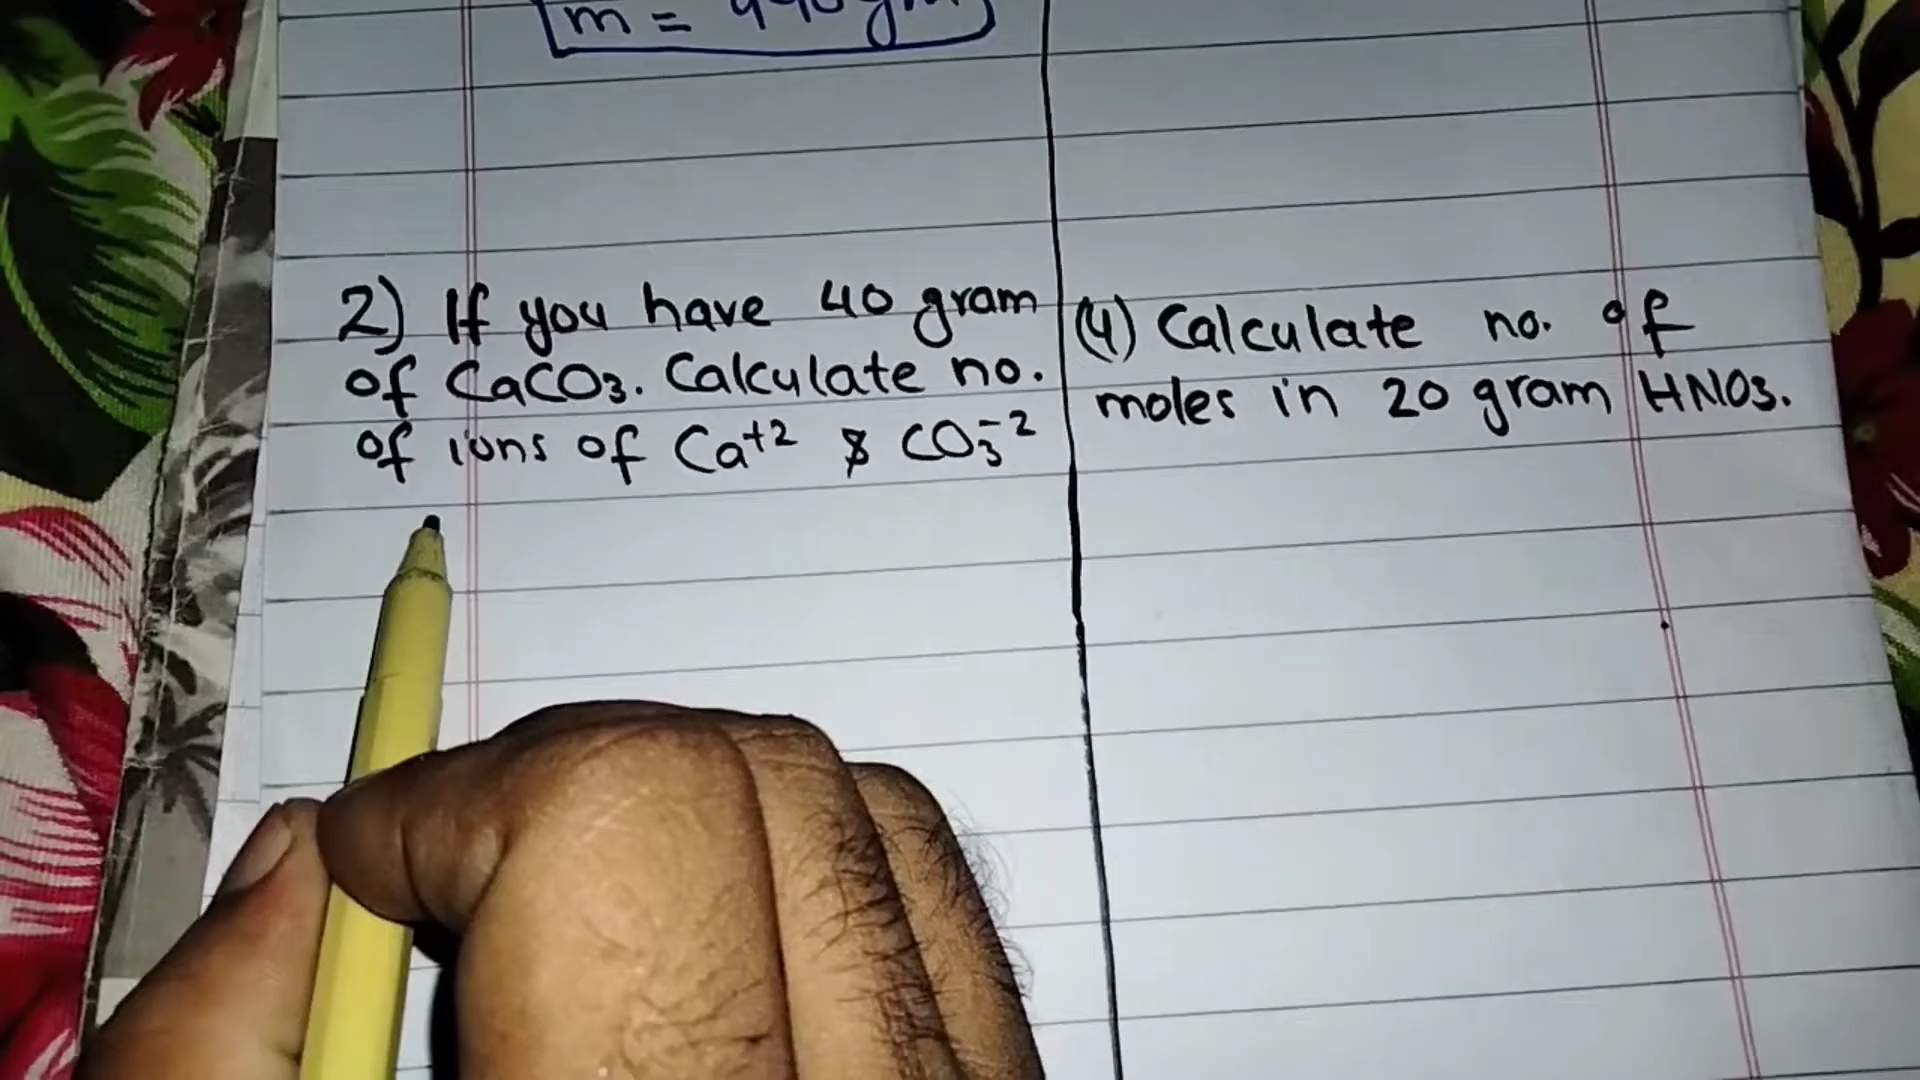 m =
2) If you have 40 gram
of CaCO3. Calculate no.
of ions of Ca+2 & CO3-2
(4) Calculate no. of
moles in 20 gram HNO3.